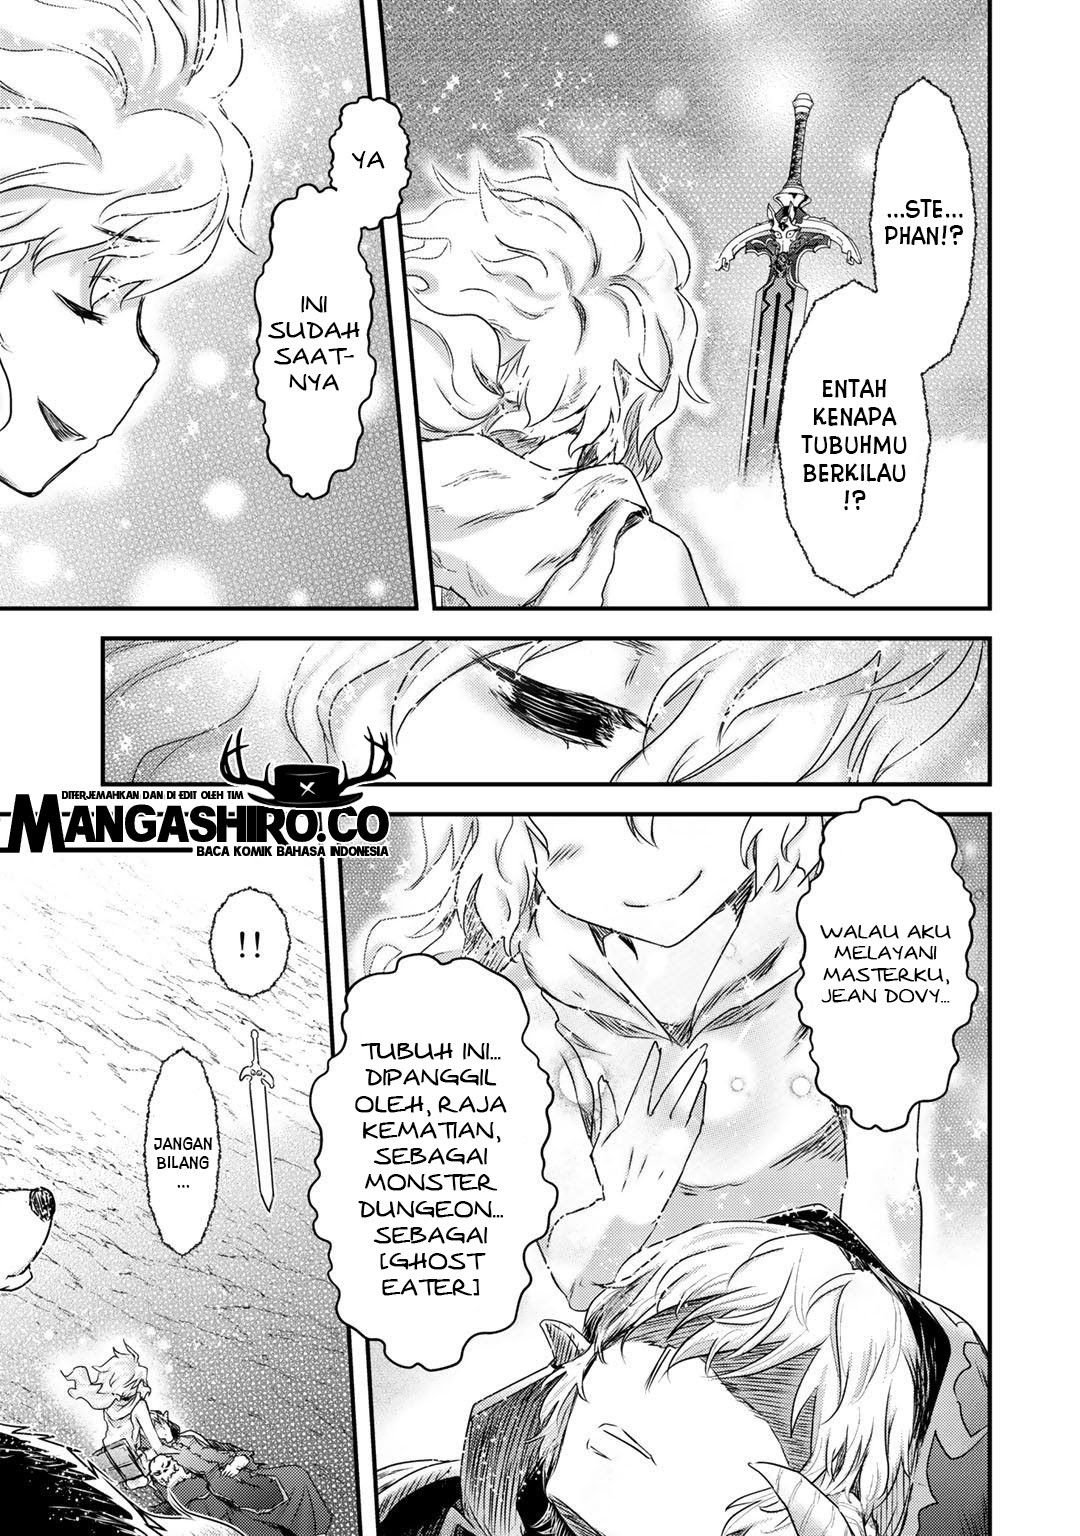 ...STE...
PHAN!?
ENTAH
KENAPA
TUBUHMU
BERKILAU
!?
YA
INI
SUDAH
SAAT-
NYA
DITERJEMAHKAN DAN DI EDIT OLEH TIM
MANGASHIRO.CO
BACA KOMIK BAHASA INDONESIA
WALAU AKU
MELAYANI
MASTERKU,
JEAN DOVY...
TUBUH INI...
DIPANGGIL
OLEH, RAJA
KEMATIAN,
SEBAGAI
MONSTER
DUNGEON...
SEBAGAI
[GHOST
EATER]
!!
JANGAN
BILANG
...